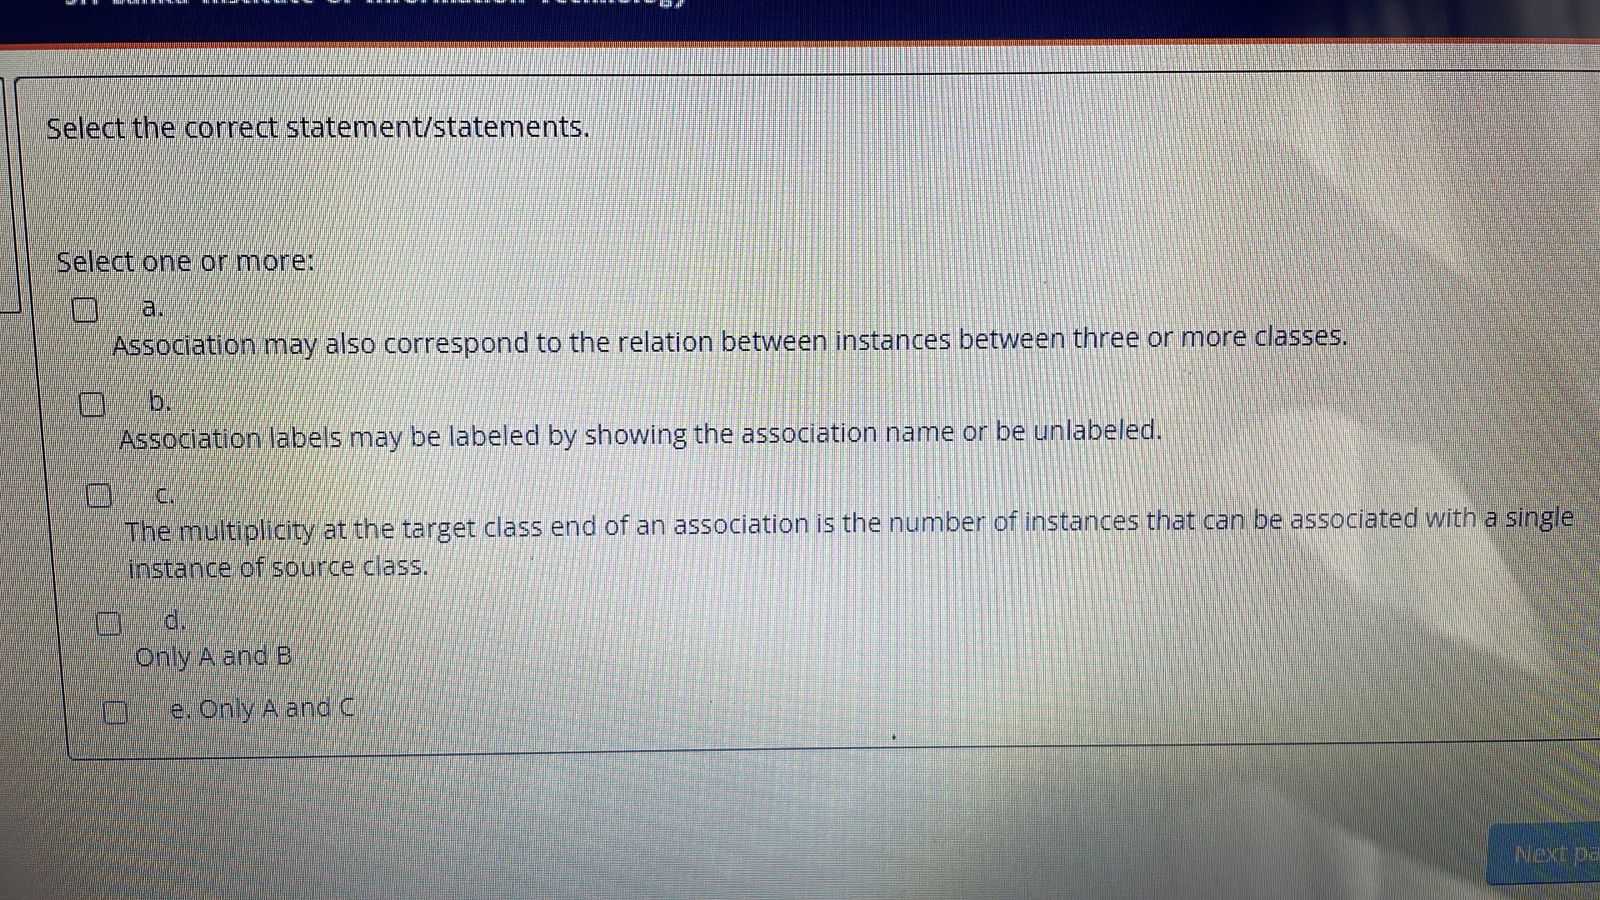 Select the correct statement/statements.
Select one or more:
a.
Association may also correspond to the relation between instances between three or more classes.
b.
Association labels may be labeled by showing the association name or be unlabeled.
c.
The multiplicity at the target class end of an association is the number of instances that can be associated with a single
instance of source class.
d.
Only A and B
e. Only A and C
Next